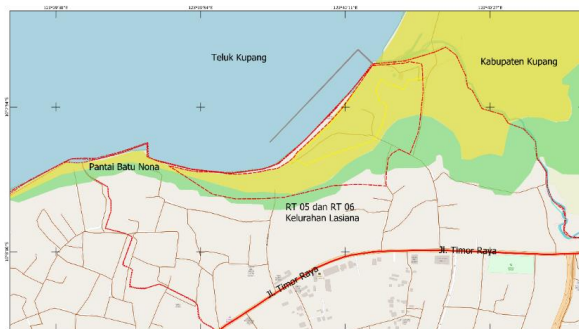 Teluk Kupang
Kabupaten Kupang
Pantai Batu Nona
RT 05 dan RT 06
Kelurahan Lasiana
Jl. Timor Raya
Jl. Timor Raya